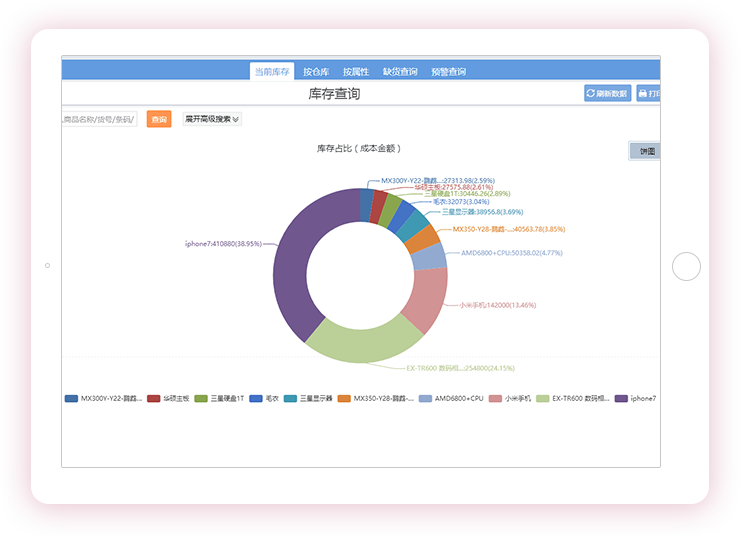 当前库存 按仓库 按属性 缺货查询 预警查询
库存查询
刷新数据 打印
商品名称/货号/条码/ 查询 展开高级搜索
库存占比(成本金额)
饼图
MX300Y-Y22-鹊鑫...:27313.98(2.59%)
华硕主板:27575.88(2.61%)
三星硬盘1T:30446.26(2.89%)
毛衣:32073(3.04%)
三星显示器:38956.8(3.69%)
MX350-Y28-鹊鑫-...:40563.78(3.85%)
iphone7:410880(38.95%)
AMD6800+CPU:50358.02(4.77%)
小米手机:142000(13.46%)
EX-TR600 数码相...:254800(24.15%)
MX300Y-Y22-鹊鑫... 华硕主板 三星硬盘1T 毛衣 三星显示器 MX350-Y28-鹊鑫-... AMD6800+CPU 小米手机 EX-TR600 数码相... iphone7